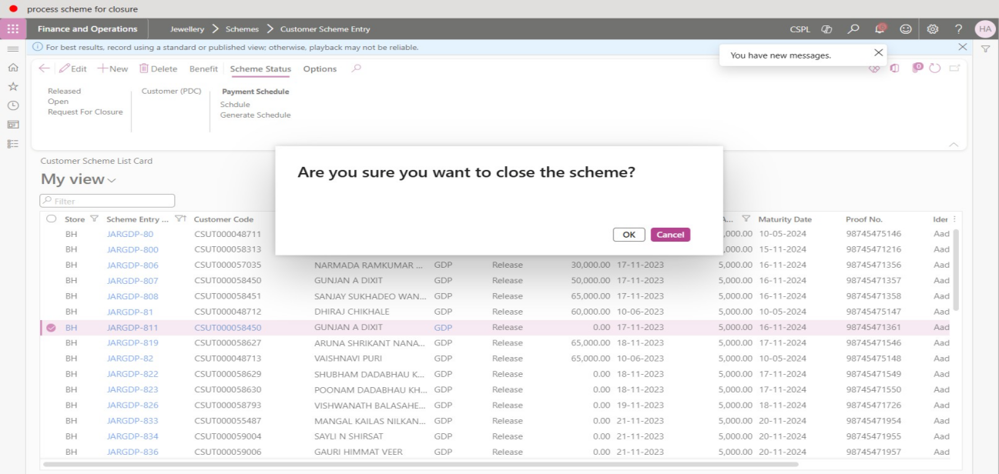 process scheme for closure
Finance and Operations Jewellery Schemes Customer Scheme Entry CSPL HA
For best results, record using a standard or published view: otherwise, playback may not be reliable.
You have new messages.
Edit New Delete Benefit Scheme Status Options 0
Released Customer (PDC) Payment Schedule
Open Schdule
Request For Closure Generate Schedule
Customer Scheme List Card
My view
Filter
Are you sure you want to close the scheme?
OK Cancel
Store Scheme Entry ... Customer Code A... Maturity Date Proof No. Ider
BH JARGDP-80 CSUT000048711 ,000.00 10-05-2024 98745475146 Aad
BH JARGDP-800 CSUT000058313 ,000.00 15-11-2024 98745471216 Aad
BH JARGDP-806 CSUT000057035 NARMADA RAMKUMAR ... GDP Release 30,000.00 17-11-2023 5,000.00 16-11-2024 98745471356 Aad
BH JARGDP-807 CSUT000058450 GUNJAN A DIXIT GDP Release 50,000.00 17-11-2023 5,000.00 16-11-2024 98745471357 Aad
BH JARGDP-808 CSUT000058451 SANJAY SUKHADEO WAN... GDP Release 65,000.00 17-11-2023 5,000.00 16-11-2024 98745471358 Aad
BH JARGDP-81 CSUT000048712 DHIRAJ CHIKHALE GDP Release 60,000.00 10-06-2023 5,000.00 10-05-2024 98745475147 Aad
BH JARGDP-811 CSUT000058450 GUNJAN A DIXIT GDP Release 0.00 17-11-2023 5,000.00 16-11-2024 98745471361 Aad
BH JARGDP-819 CSUT000058627 ARUNA SHRIKANT NANA... GDP Release 65,000.00 18-11-2023 5,000.00 17-11-2024 98745471546 Aad
BH JARGDP-82 CSUT000048713 VAISHNAVI PURI GDP Release 65,000.00 10-06-2023 5,000.00 10-05-2024 98745475148 Aad
BH JARGDP-822 CSUT000058629 SHUBHAM DADABHAU K... GDP Release 0.00 18-11-2023 5,000.00 17-11-2024 98745471549 Aad
BH JARGDP-823 CSUT000058630 POONAM DADABHAU KH... GDP Release 0.00 18-11-2023 5,000.00 17-11-2024 98745471550 Aad
BH JARGDP-826 CSUT000058793 VISHWANATH BALASAHE... GDP Release 0.00 19-11-2023 5,000.00 18-11-2024 98745471726 Aad
BH JARGDP-833 CSUT000055487 MANGAL KAILAS NILKAN... GDP Release 0.00 21-11-2023 5,000.00 20-11-2024 98745471954 Aad
BH JARGDP-834 CSUT000059004 SAYLI N SHIRSAT GDP Release 0.00 21-11-2023 5,000.00 20-11-2024 98745471955 Aad
BH JARGDP-836 CSUT000059006 GAURI HIMMAT VEER GDP Release 0.00 21-11-2023 5,000.00 20-11-2024 98745471957 Aad